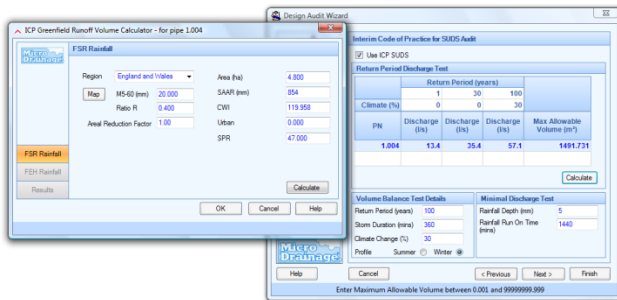 ICP Greenfield Runoff Volume Calculator - for pipe 1.004
Micro Drainage
FSR Rainfall
Region England and Wales
Map M5-60 (mm) 20.000
Ratio R 0.400
Areal Reduction Factor 1.00
Area (ha) 4.800
SAAR (mm) 854
CWI 119.958
Urban 0.000
SPR 47.000
FSR Rainfall
FEH Rainfall
Results
Calculate
OK Cancel Help
Design Audit Wizard
Interim Code of Practice for SUDS Audit
Use ICP SUDS
Return Period Discharge Test
Return Period (years)
1 30 100
Climate (%) 0 0 30
PN Discharge (l/s) Discharge (l/s) Discharge (l/s) Max Allowable Volume (m³)
1.004 13.4 35.4 57.1 1491.731
Calculate
Volume Balance Test Details
Return Period (years) 100
Storm Duration (mins) 360
Climate Change (%) 30
Profile Summer Winter
Minimal Discharge Test
Rainfall Depth (mm) 5
Rainfall Run On Time (mins) 1440
Micro Drainage
Help Cancel < Previous Next > Finish
Enter Maximum Allowable Volume between 0.001 and 99999999.999